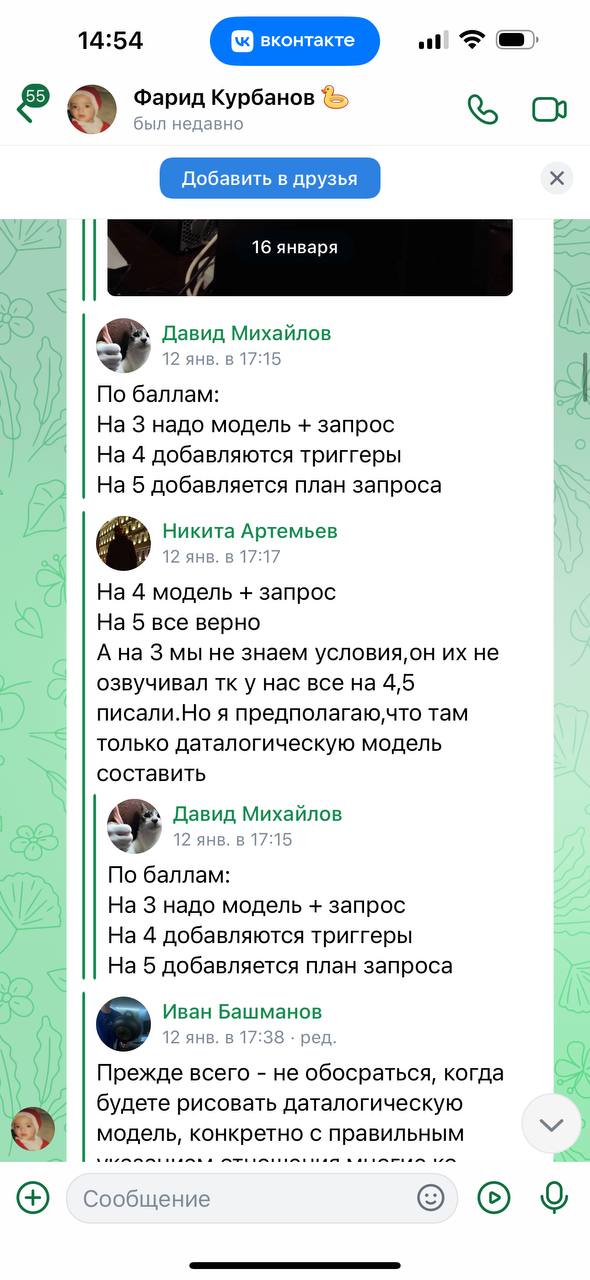 14:54
вконтакте
55
Фарид Курбанов
был недавно
Добавить в друзья
16 января
Давид Михайлов
12 янв. в 17:15
По баллам:
На 3 надо модель + запрос
На 4 добавляются триггеры
На 5 добавляется план запроса
Никита Артемьев
12 янв. в 17:17
На 4 модель + запрос
На 5 все верно
А на 3 мы не знаем условия,он их не
озвучивал тк у нас все на 4,5
писали.Но я предполагаю,что там
только даталогическую модель
составить
Давид Михайлов
12 янв. в 17:15
По баллам:
На 3 надо модель + запрос
На 4 добавляются триггеры
На 5 добавляется план запроса
Иван Башманов
12 янв. в 17:38 · ред.
Прежде всего - не обосраться, когда
будете рисовать даталогическую
модель, конкретно с правильным
указанием отношения многие ко
Сообщение